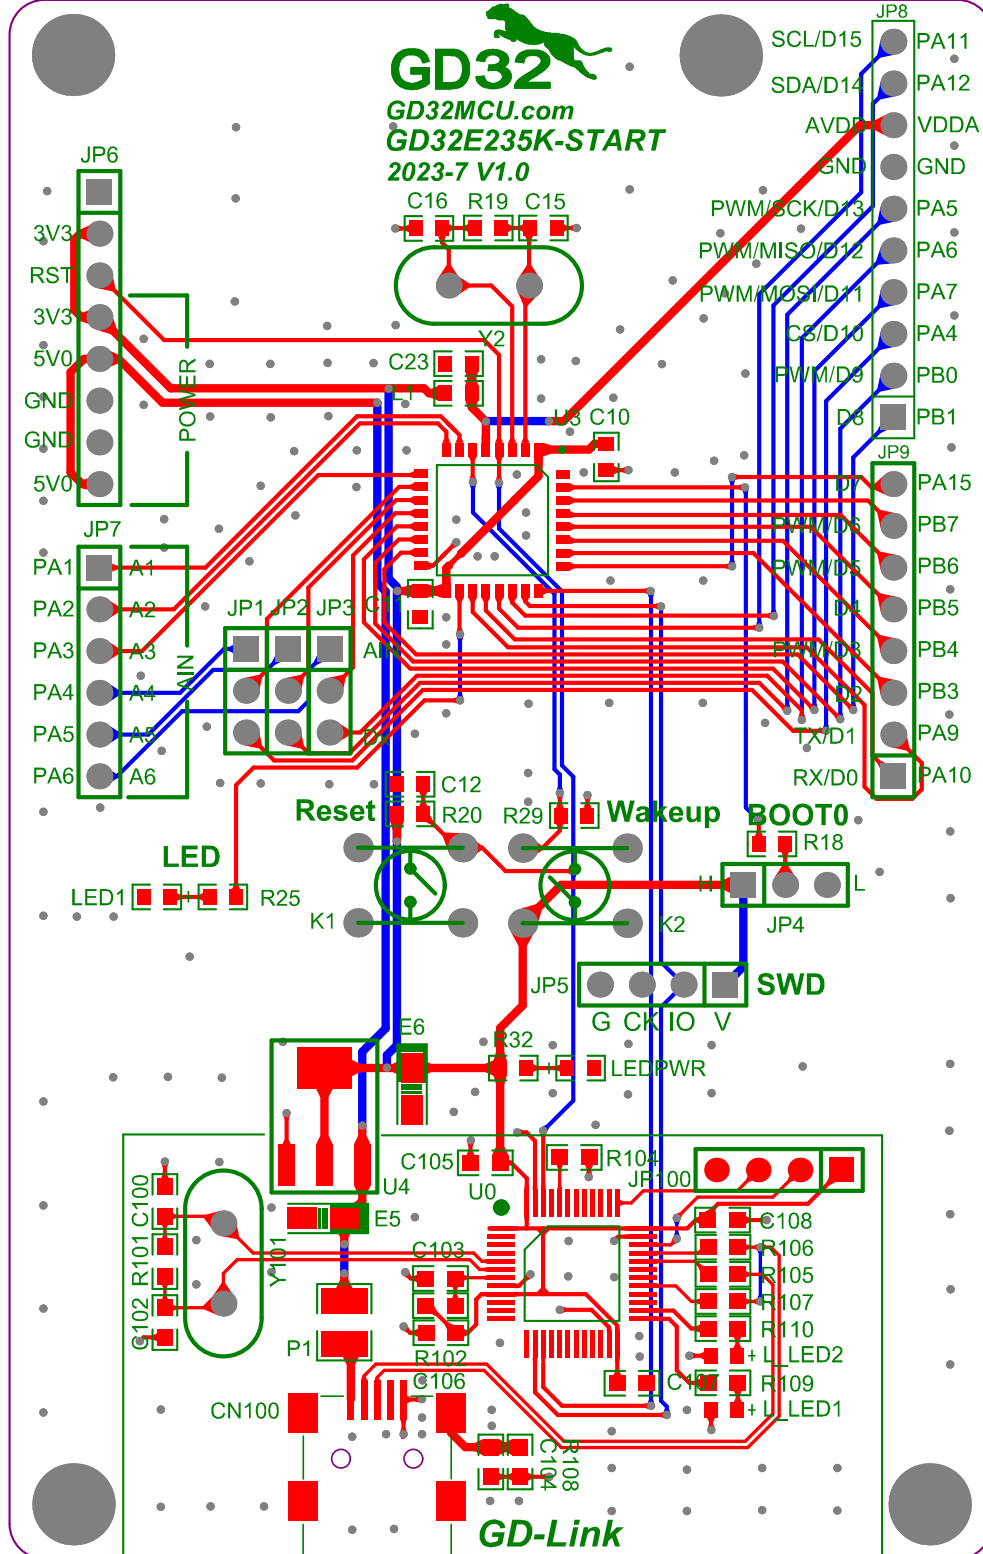 JP8
SCL/D15 PA11
GD32
SDA/D14 PA12
GD32MCU.com
AVDD VDDA
GD32E235K-START
JP6
GND GND
2023-7 V1.0
C16 R19 C15
PWM/SCK/D13 PA5
3V3
PWM/MISO/D12 PA6
RST
PWM/MOSI/D11 PA7
3V3
CS/D10 PA4
Y2
5V0
C23
POWER
PWM/D9 PB0
L1
GND
U3 C10
D8 PB1
GND
JP9
5V0
D7 PA15
PWM/D6 PB7
JP7
PA1 A1
PWM/D5 PB6
PA2 A2
JP1 JP2 JP3
C11
D4 PB5
PA3 A3
AIN
AIN
PWM/D3 PB4
PA4 A4
D2 PB3
PA5 A5
TX/D1 PA9
PA6 A6
RX/D0 PA10
C12
Reset R20
R29 Wakeup BOOT0
R18
LED
LED1 + R25
H L
K1 K2 JP4
JP5 SWD
G CK IO V
E6
R32
+ LEDPWR
C105 R104
U4 U0 JP100
C100
E5 C108
R101 Y101 C103 R106
R105
C102 R107
P1 R110
R102 + L_LED2
C106 C107 R109
CN100 + L_LED1
C104 R108
GD-Link